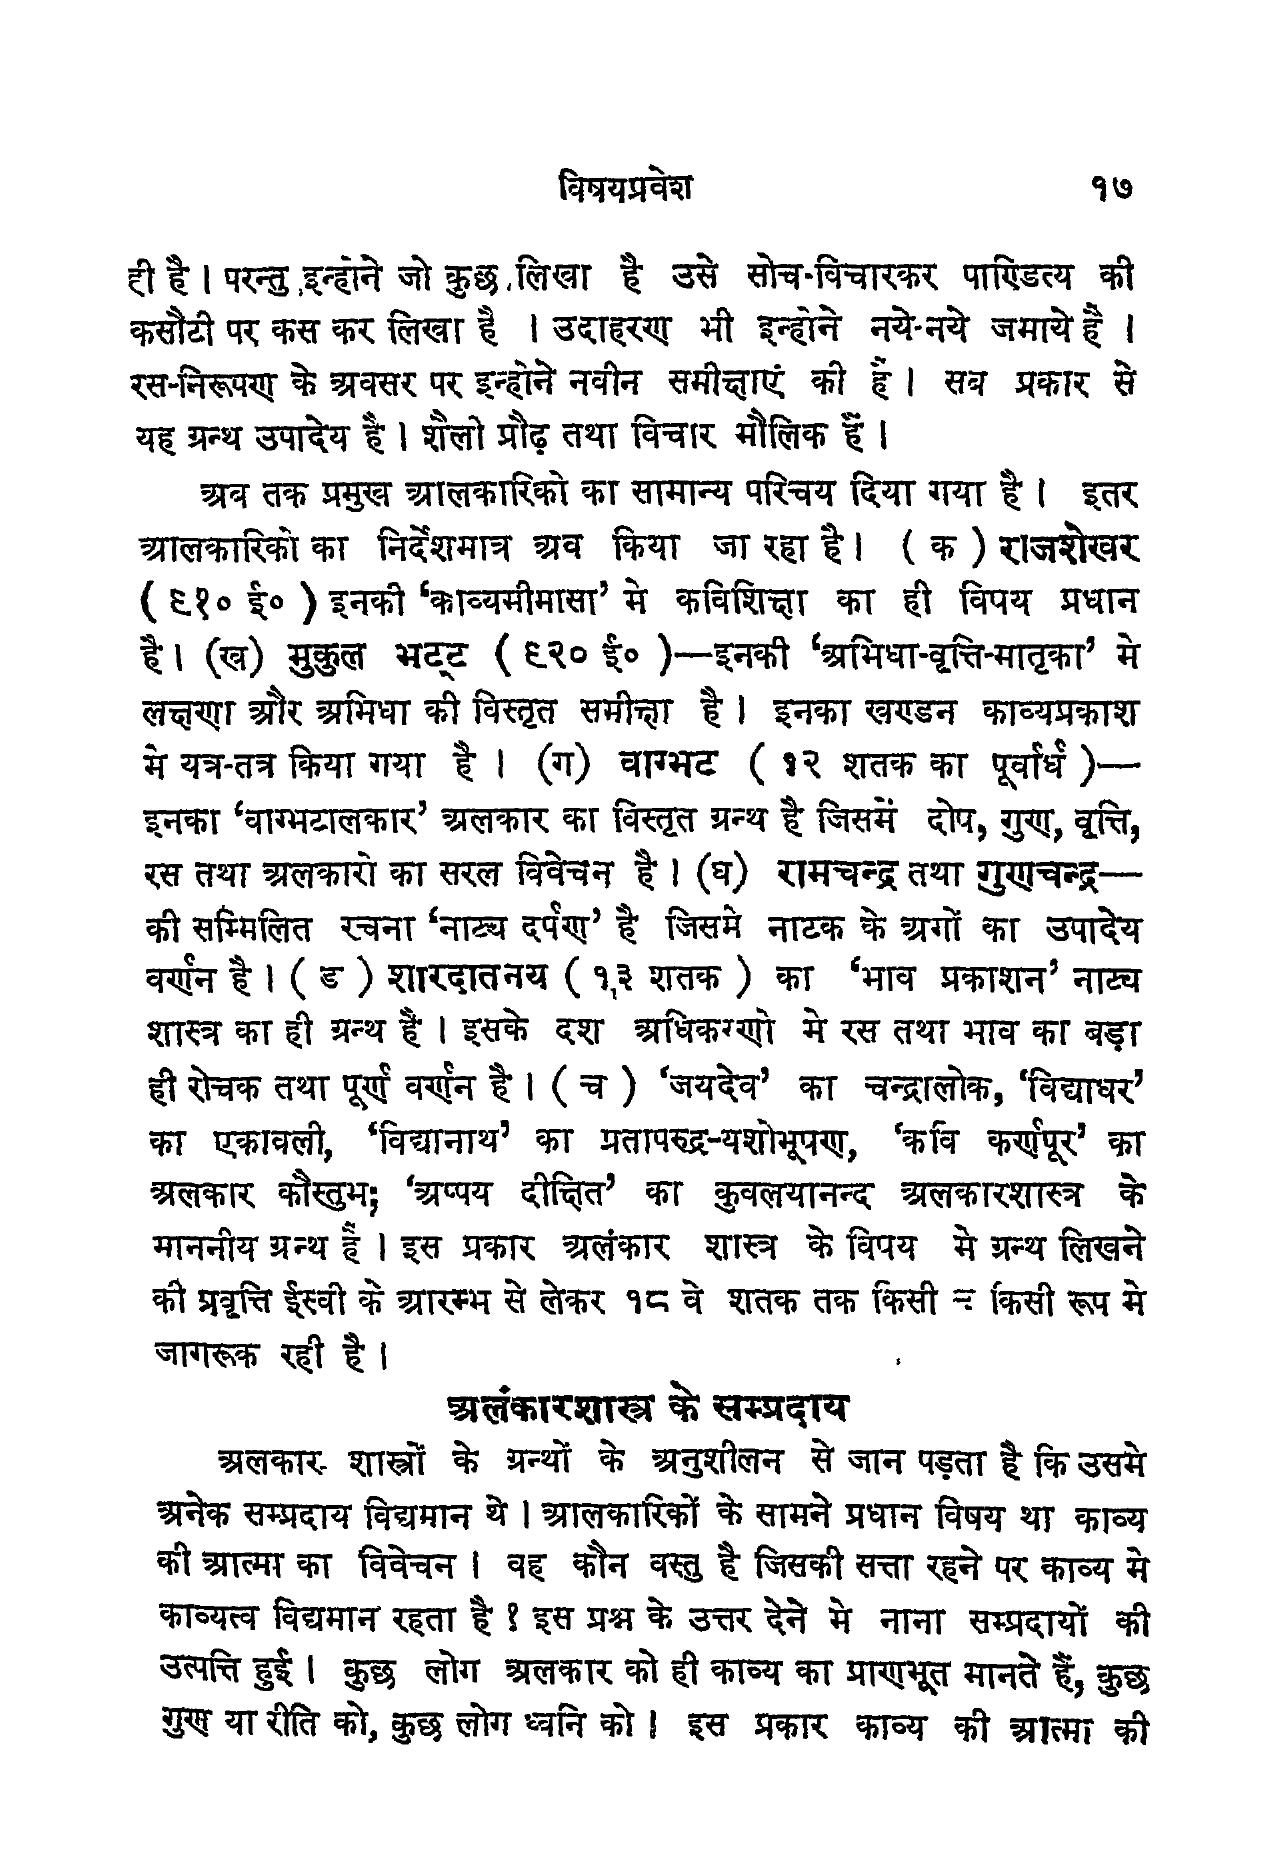 विषयप्रवेश १७
ही है । परन्तु इन्होंने जो कुछ लिखा है उसे सोच-विचारकर पाण्डित्य की
कसौटी पर कस कर लिखा है । उदाहरण भी इन्होने नये-नये जमाये हैं ।
रस-निरूपण के अवसर पर इन्होने नवीन समीक्षाएं की हैं । सब प्रकार से
यह ग्रन्थ उपादेय है । शैली प्रौढ़ तथा विचार मौलिक हैं ।
अब तक प्रमुख आलकारिको का सामान्य परिचय दिया गया है । इतर
आलकारिको का निर्देशमात्र अब किया जा रहा है । ( क ) राजशेखर
( ९१० ई० ) इनकी ‘काव्यमीमासा’ मे कविशिक्षा का ही विषय प्रधान
है । (ख) मुकुल भट्ट ( ९२० ई० )—इनकी ‘अभिधा-वृत्ति-मातृका’ मे
लक्षणा और अभिधा की विस्तृत समीक्षा है । इनका खण्डन काव्यप्रकाश
मे यत्र-तत्र किया गया है । (ग) वाग्भट ( १२ शतक का पूर्वार्ध )—
इनका ‘वाग्भटालकार’ अलकार का विस्तृत ग्रन्थ है जिसमें दोष, गुण, वृत्ति,
रस तथा अलकारो का सरल विवेचन है । (घ) रामचन्द्र तथा गुणचन्द्र—
की सम्मिलित रचना ‘नाट्य दर्पण’ है जिसमे नाटक के अगों का उपादेय
वर्णन है । ( ड ) शारदातनय ( १३ शतक ) का ‘भाव प्रकाशन’ नाट्य
शास्त्र का ही ग्रन्थ है । इसके दश अधिकरणो मे रस तथा भाव का बड़ा
ही रोचक तथा पूर्ण वर्णन है । ( च ) ‘जयदेव’ का चन्द्रालोक, ‘विद्याधर’
का एकावली, ‘विद्यानाथ’ का प्रतापरुद्र-यशोभूषण, ‘कवि कर्णपूर’ का
अलकार कौस्तुभ; ‘अप्पय दीक्षित’ का कुवलयानन्द अलकारशास्त्र के
माननीय ग्रन्थ हैं । इस प्रकार अलंकार शास्त्र के विषय मे ग्रन्थ लिखने
की प्रवृत्ति ईस्वी के आरम्भ से लेकर १८ वे शतक तक किसी न किसी रूप मे
जागरूक रही है ।
अलंकारशास्त्र के सम्प्रदाय
अलकार- शास्त्रों के ग्रन्थों के अनुशीलन से जान पड़ता है कि उसमे
अनेक सम्प्रदाय विद्यमान थे । आलकारिकों के सामने प्रधान विषय था काव्य
की आत्मा का विवेचन । वह कौन वस्तु है जिसकी सत्ता रहने पर काव्य मे
काव्यत्व विद्यमान रहता है ? इस प्रश्न के उत्तर देने मे नाना सम्प्रदायों की
उत्पत्ति हुई । कुछ लोग अलकार को ही काव्य का प्राणभूत मानते हैं, कुछ
गुण या रीति को, कुछ लोग ध्वनि को । इस प्रकार काव्य की आत्मा की